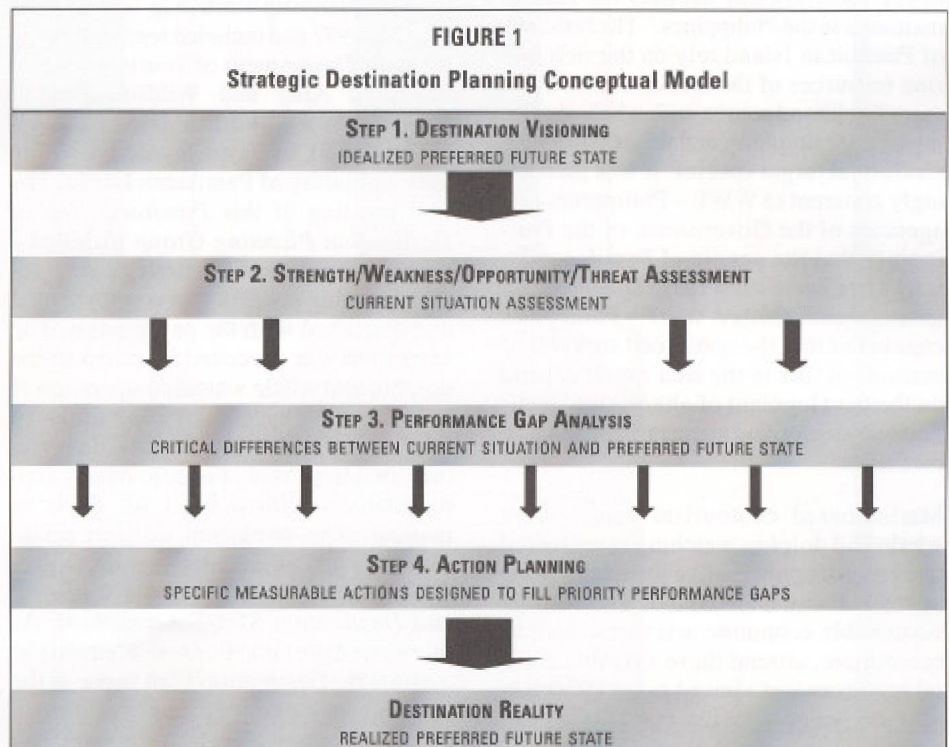 FIGURE 1
Strategic Destination Planning Conceptual Model
STEP 1. DESTINATION VISIONING
IDEALIZED PREFERRED FUTURE STATE
STEP 2. STRENGTH/WEAKNESS/OPPORTUNITY/THREAT ASSESSMENT
CURRENT SITUATION ASSESSMENT
STEP 3. PERFORMANCE GAP ANALYSIS
CRITICAL DIFFERENCES BETWEEN CURRENT SITUATION AND PREFERRED FUTURE STATE
STEP 4. ACTION PLANNING
SPECIFIC MEASURABLE ACTIONS DESIGNED TO FILL PRIORITY PERFORMANCE GAPS
DESTINATION REALITY
REALIZED PREFERRED FUTURE STATE